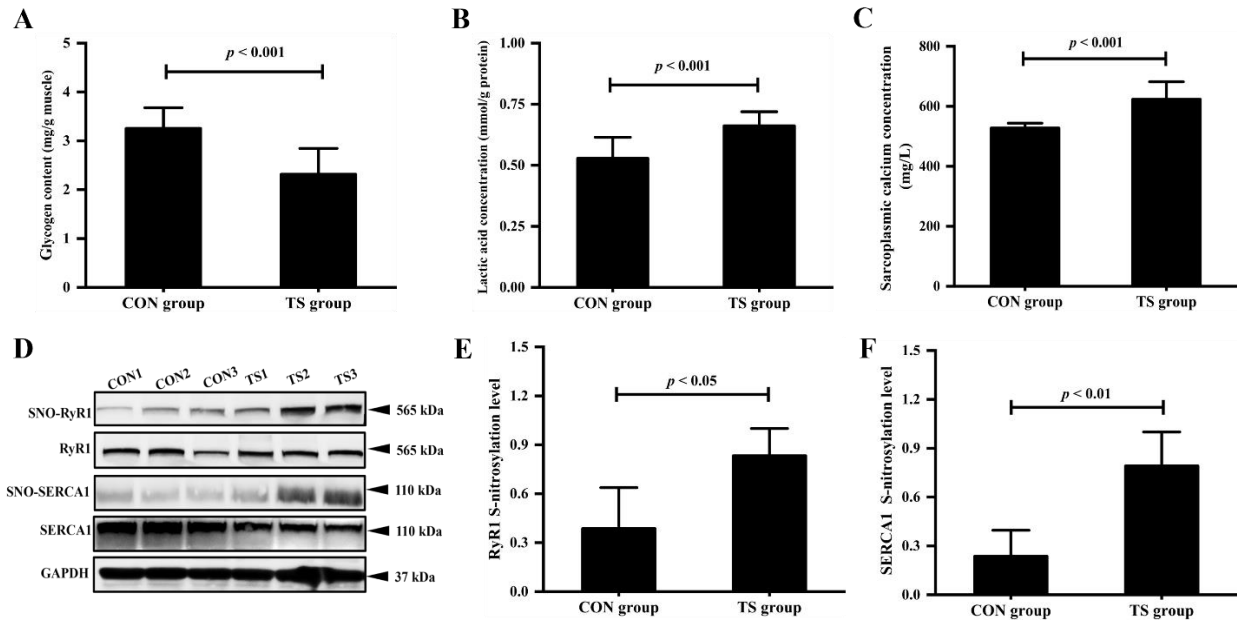 A
Glycogen content (mg/g muscle)
5
4
3
2
1
0
p < 0.001
CON group
TS group
B
Lactic acid concentration (mmol/g protein)
1.00
0.75
0.50
0.25
0.00
p < 0.001
CON group
TS group
C
Sarcoplasmic calcium concentration
(mg/L)
800
600
400
200
0
p < 0.001
CON group
TS group
D
CON1 CON2 CON3 TS1 TS2 TS3
SNO-RyR1 565 kDa
RyR1 565 kDa
SNO-SERCA1 110 kDa
SERCA1 110 kDa
GAPDH 37 kDa
E
RyR1 S-nitrosylation level
1.5
1.2
0.9
0.6
0.3
0.0
p < 0.05
CON group
TS group
F
SERCA1 S-nitrosylation level
1.5
1.2
0.9
0.6
0.3
0.0
p < 0.01
CON group
TS group